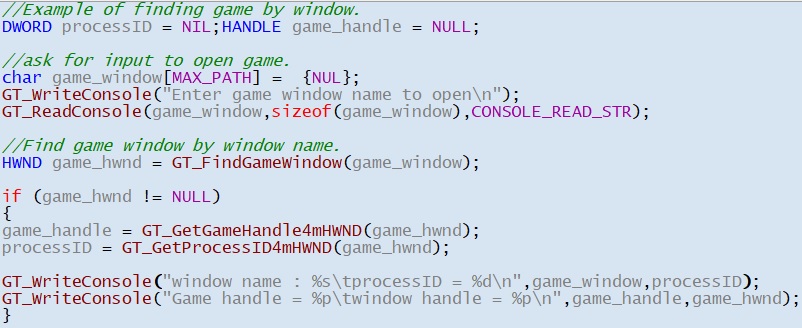 //Example of finding game by window.
DWORD processID = NIL;HANDLE game_handle = NULL;
//ask for input to open game.
char game_window[MAX_PATH] =  {NUL};
GT_WriteConsole("Enter game window name to open\n");
GT_ReadConsole(game_window,sizeof(game_window),CONSOLE_READ_STR);
//Find game window by window name.
HWND game_hwnd = GT_FindGameWindow(game_window);
if (game_hwnd != NULL)
{
game_handle = GT_GetGameHandle4mHWND(game_hwnd);
processID = GT_GetProcessID4mHWND(game_hwnd);
GT_WriteConsole("window name : %s\tprocessID = %d\n",game_window,processID);
GT_WriteConsole("Game handle = %p\twindow handle = %p\n",game_handle,game_hwnd);
}